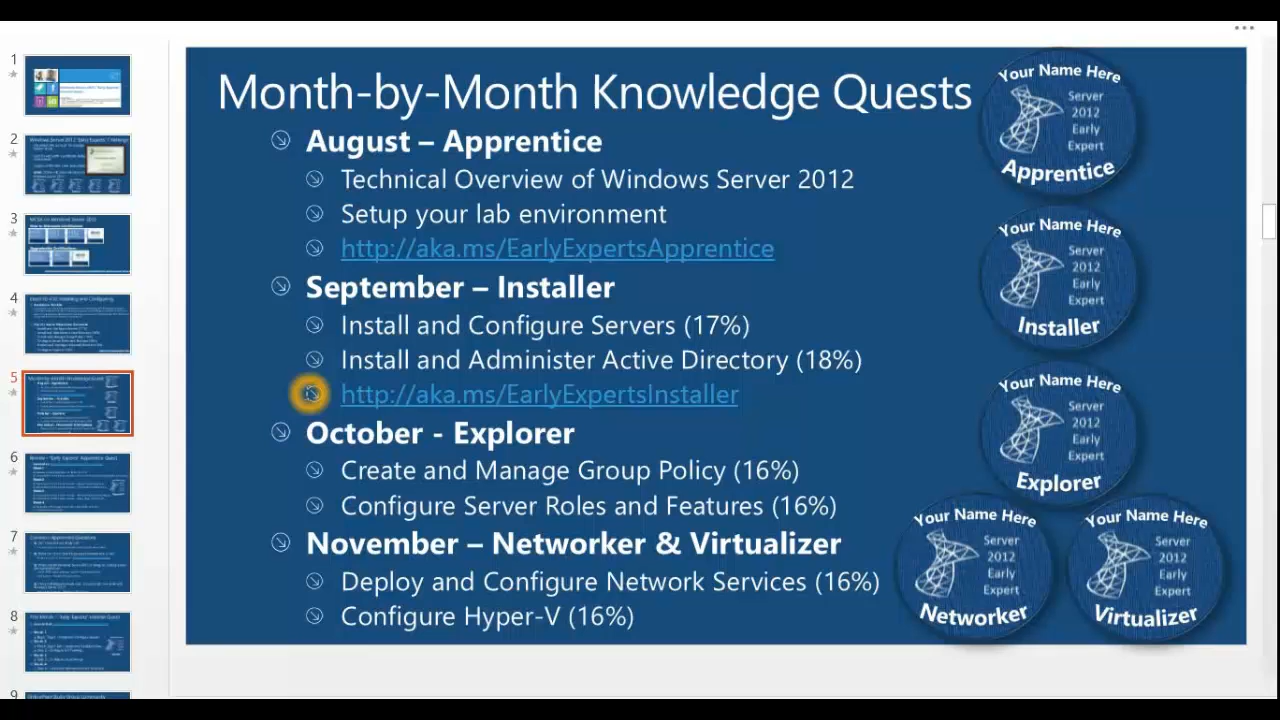 1
2
3
4
5
6
7
8
9
Month-by-Month Knowledge Quests
August – Apprentice
Technical Overview of Windows Server 2012
Setup your lab environment
http://aka.ms/EarlyExpertsApprentice
September – Installer
Install and Configure Servers (17%)
Install and Administer Active Directory (18%)
http://aka.ms/EarlyExpertsInstaller
October - Explorer
Create and Manage Group Policy (16%)
Configure Server Roles and Features (16%)
November – Networker & Virtualizer
Deploy and Configure Network Services (16%)
Configure Hyper-V (16%)
Your Name Here
Server
2012
Early
Expert
Apprentice
Your Name Here
Server
2012
Early
Expert
Installer
Your Name Here
Server
2012
Early
Expert
Explorer
Your Name Here
Server
2012
Early
Expert
Networker
Your Name Here
Server
2012
Early
Expert
Virtualizer